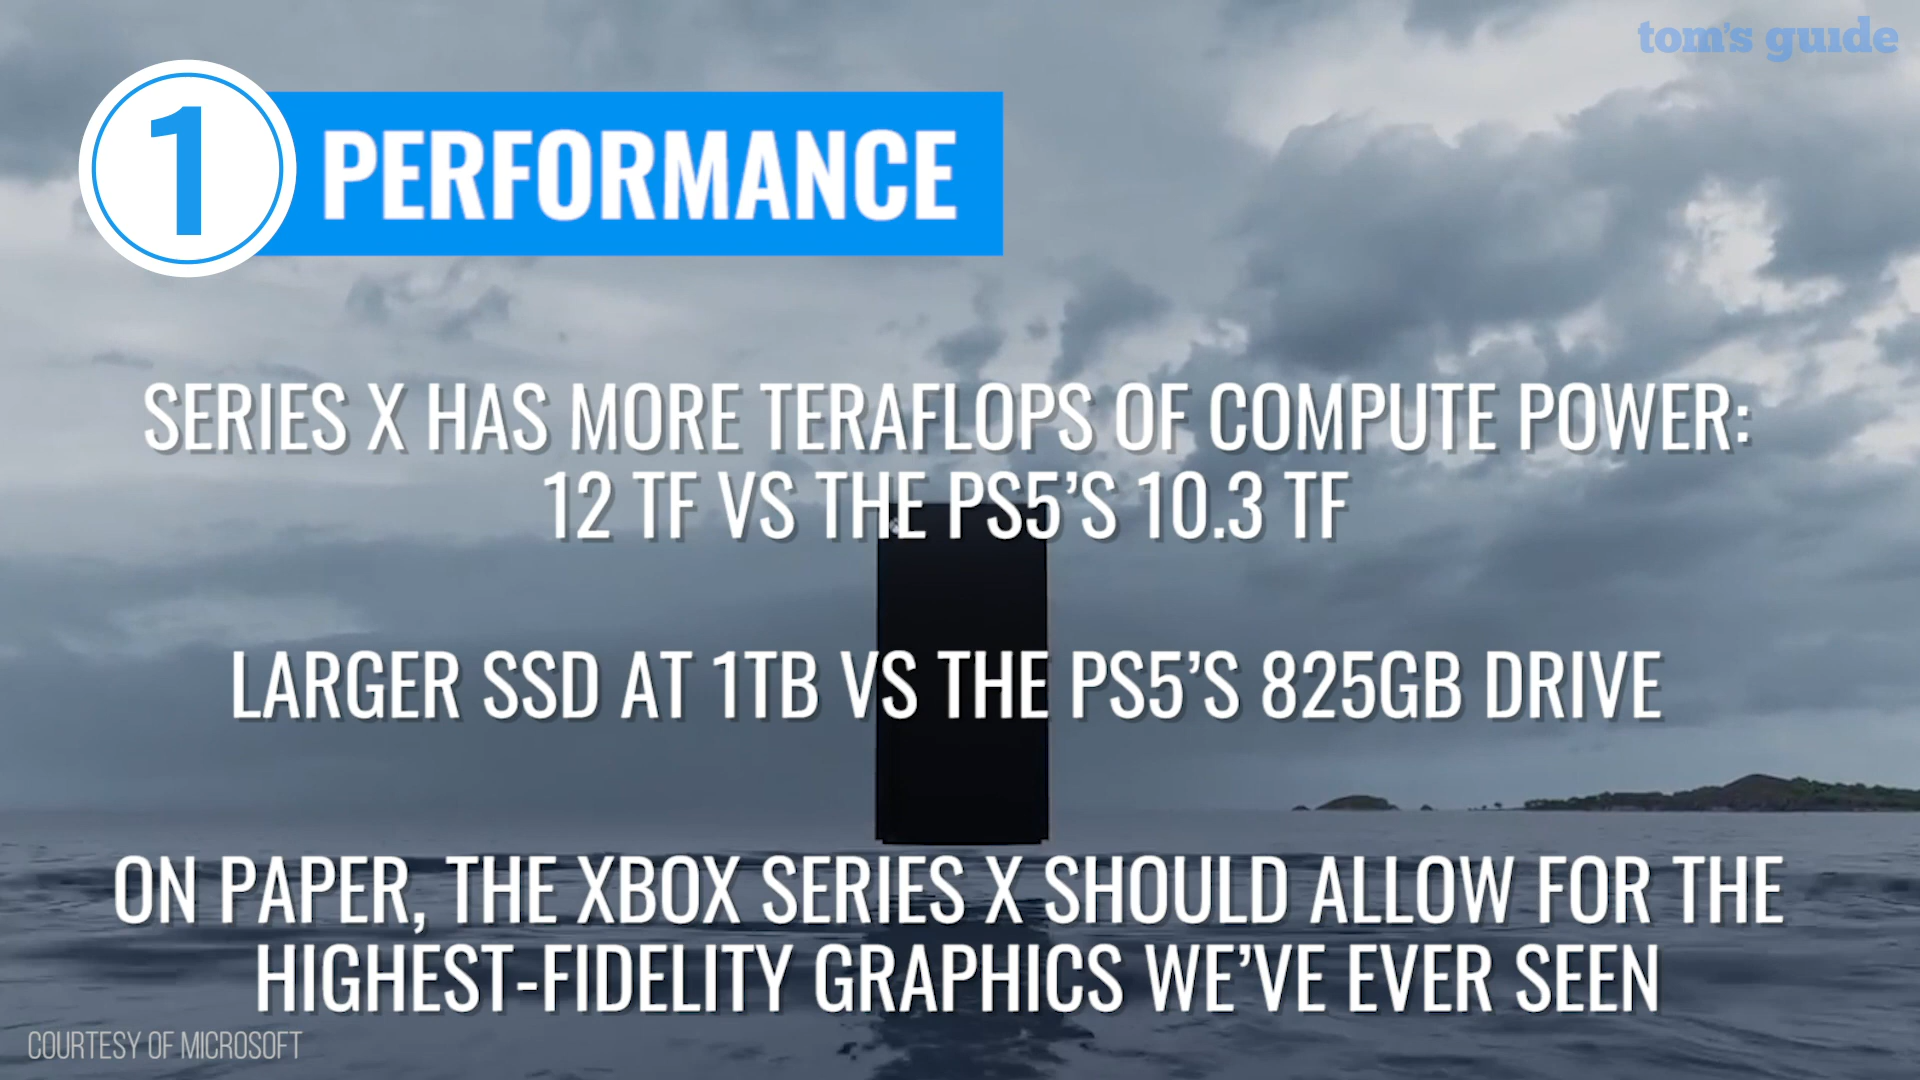 tom's guide
1
PERFORMANCE
SERIES X HAS MORE TERAFLOPS OF COMPUTE POWER:
12 TF VS THE PS5’S 10.3 TF
LARGER SSD AT 1TB VS THE PS5’S 825GB DRIVE
ON PAPER, THE XBOX SERIES X SHOULD ALLOW FOR THE
HIGHEST-FIDELITY GRAPHICS WE’VE EVER SEEN
COURTESY OF MICROSOFT